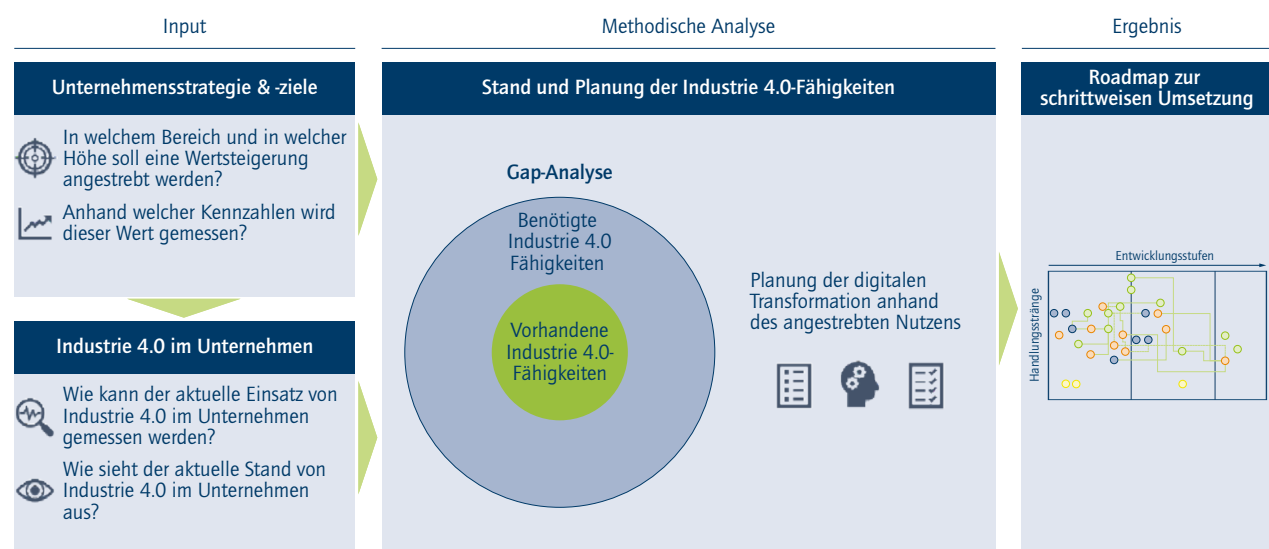 Input
Methodische Analyse
Ergebnis
Unternehmensstrategie & -ziele
In welchem Bereich und in welcher
Höhe soll eine Wertsteigerung
angestrebt werden?
Anhand welcher Kennzahlen wird
dieser Wert gemessen?
Industrie 4.0 im Unternehmen
Wie kann der aktuelle Einsatz von
Industrie 4.0 im Unternehmen
gemessen werden?
Wie sieht der aktuelle Stand von
Industrie 4.0 im Unternehmen
aus?
Stand und Planung der Industrie 4.0-Fähigkeiten
Gap-Analyse
Benötigte
Industrie 4.0
Fähigkeiten
Vorhandene
Industrie 4.0-
Fähigkeiten
Planung der digitalen
Transformation anhand
des angestrebten Nutzens
Roadmap zur
schrittweisen Umsetzung
Entwicklungsstufen
Handlungsstränge